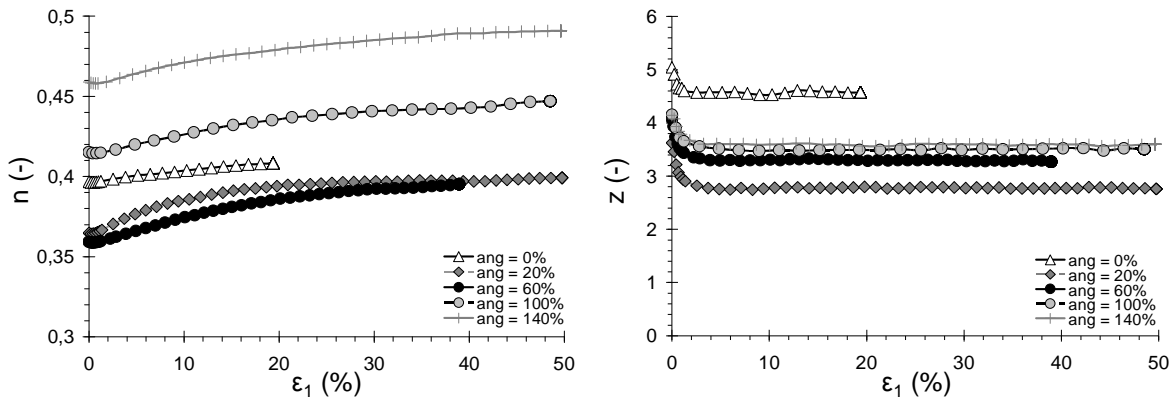 0,5
0,45
0,4
0,35
0,3
n (-)
0 10 20 30 40 50
ε1 (%)
ang = 0%
ang = 20%
ang = 60%
ang = 100%
ang = 140%
6
5
4
3
2
1
0
z (-)
0 10 20 30 40 50
ε1 (%)
ang = 0%
ang = 20%
ang = 60%
ang = 100%
ang = 140%